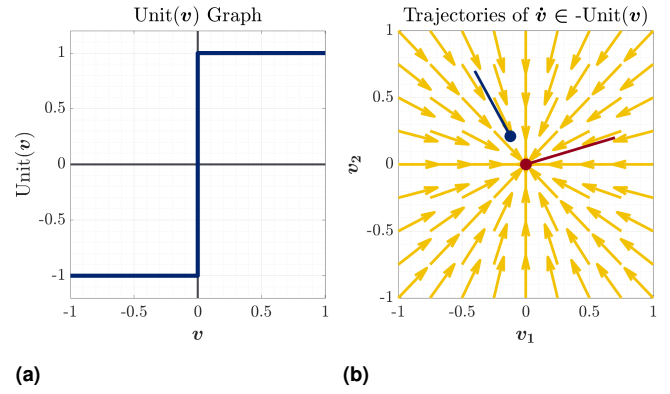 Unit(v) Graph
1
0.5
0
-0.5
-1
Unit(v)
-1 -0.5 0 0.5 1
v
(a)
Trajectories of v̇ ∈ -Unit(v)
1
0.5
0
-0.5
-1
v₂
-1 -0.5 0 0.5 1
v₁
(b)